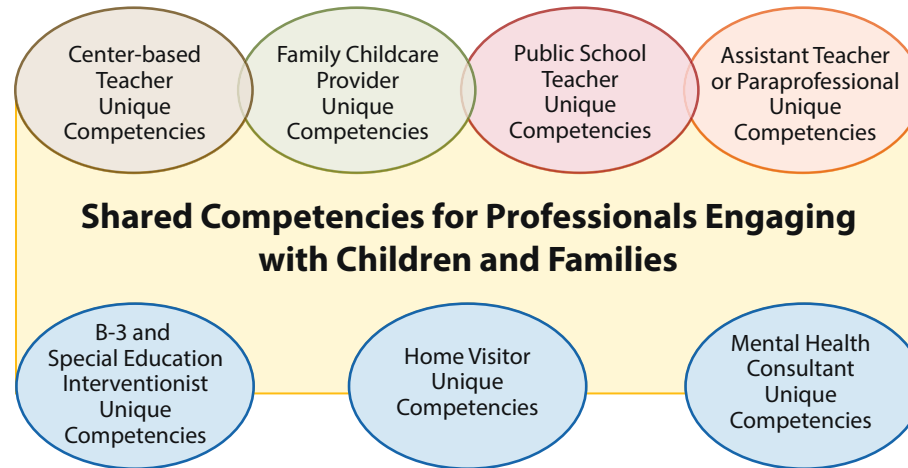 Center-based
Teacher
Unique
Competencies
Family Childcare
Provider
Unique
Competencies
Public School
Teacher
Unique
Competencies
Assistant Teacher
or Paraprofessional
Unique
Competencies
Shared Competencies for Professionals Engaging
with Children and Families
B-3 and
Special Education
Interventionist
Unique
Competencies
Home Visitor
Unique
Competencies
Mental Health
Consultant
Unique
Competencies